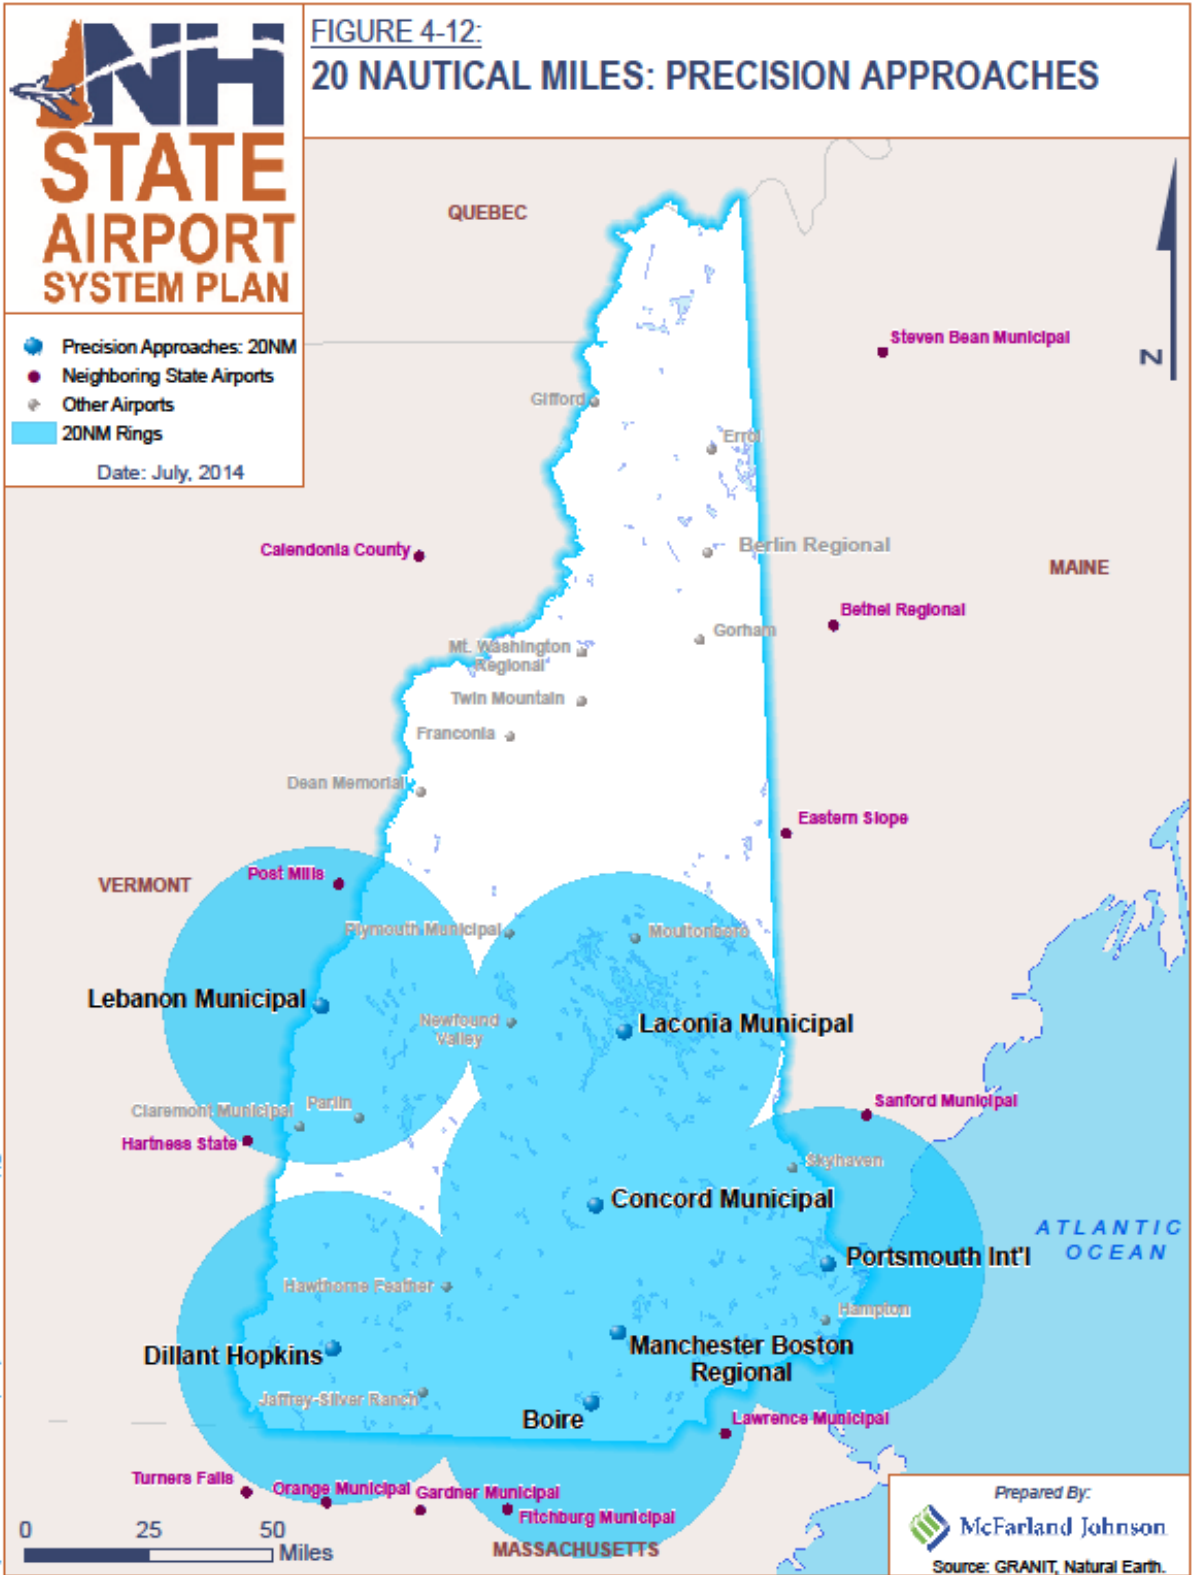 NH
STATE
AIRPORT
SYSTEM PLAN
FIGURE 4-12:
20 NAUTICAL MILES: PRECISION APPROACHES
Precision Approaches: 20NM
Neighboring State Airports
Other Airports
20NM Rings
Date: July, 2014
QUEBEC
N
Steven Bean Municipal
Gifford
Errol
Calendonia County
Berlin Regional
MAINE
Bethel Regional
Gorham
Mt. Washington
Regional
Twin Mountain
Franconia
Dean Memorial
Eastern Slope
Post Mills
VERMONT
Plymouth Municipal
Moultonboro
Lebanon Municipal
Newfound
Valley
Laconia Municipal
Sanford Municipal
Parlin
Claremont Municipal
Hartness State
Skyhaven
Concord Municipal
ATLANTIC
OCEAN
Portsmouth Int'l
Hawthorne Feather
Hampton
Dillant Hopkins
Manchester Boston
Regional
Jaffrey-Silver Ranch
Boire
Lawrence Municipal
Turners Falls
Orange Municipal
Gardner Municipal
Fitchburg Municipal
MASSACHUSETTS
0 25 50
Miles
Prepared By:
McFarland Johnson
Source: GRANIT, Natural Earth.